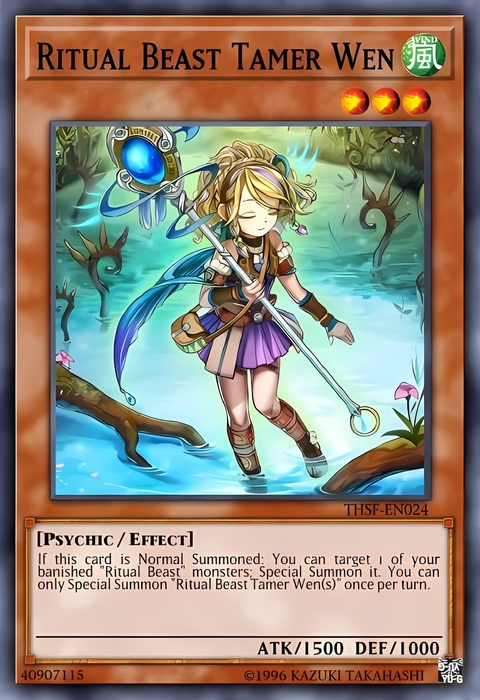 Ritual Beast Tamer Wen
風
THSF-EN024
[Psychic / Effect]
If this card is Normal Summoned: You can target 1 of your
banished "Ritual Beast" monsters; Special Summon it. You can
only Special Summon "Ritual Beast Tamer Wen(s)" once per turn.
ATK/1500 DEF/1000
40907115
©1996 KAZUKI TAKAHASHI